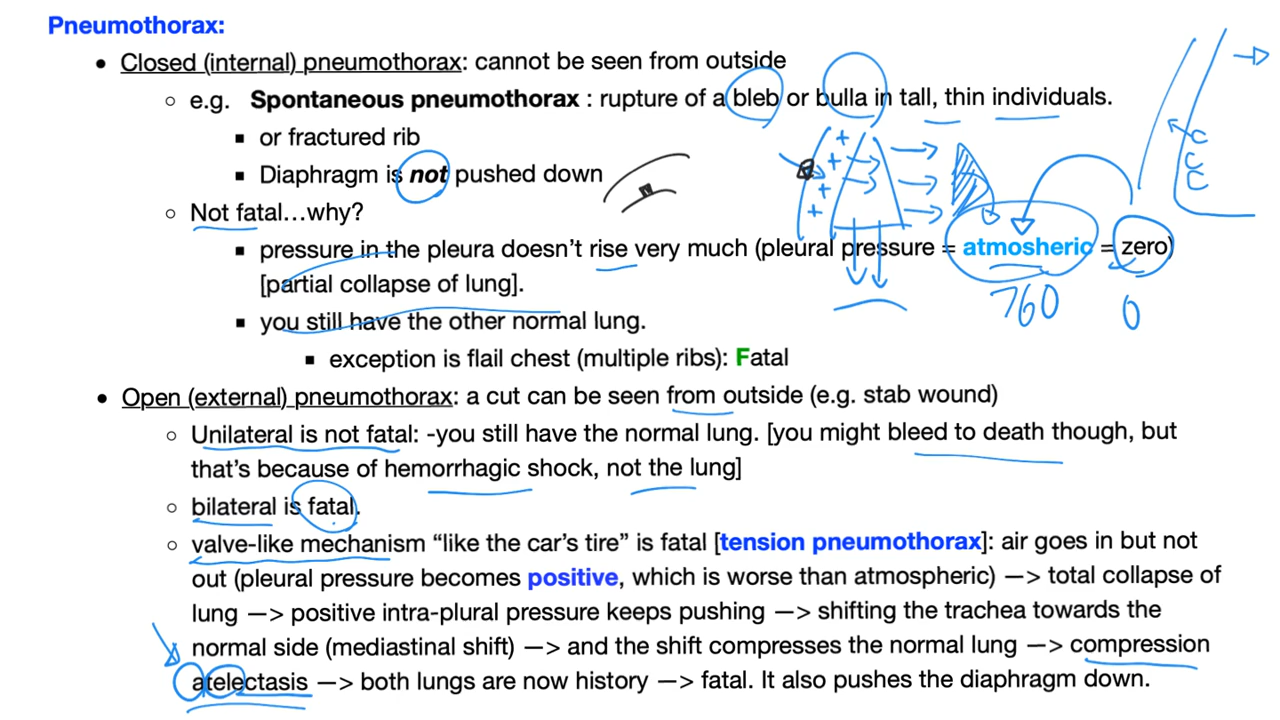 Pneumothorax:
• Closed (internal) pneumothorax: cannot be seen from outside
○ e.g. Spontaneous pneumothorax : rupture of a bleb or bulla in tall, thin individuals.
▪ or fractured rib
▪ Diaphragm is not pushed down
○ Not fatal…why?
▪ pressure in the pleura doesn’t rise very much (pleural pressure = atmosheric = zero)
[partial collapse of lung].
760 0
▪ you still have the other normal lung.
▪ exception is flail chest (multiple ribs): Fatal
• Open (external) pneumothorax: a cut can be seen from outside (e.g. stab wound)
○ Unilateral is not fatal: -you still have the normal lung. [you might bleed to death though, but
that’s because of hemorrhagic shock, not the lung]
○ bilateral is fatal.
○ valve-like mechanism “like the car’s tire” is fatal [tension pneumothorax]: air goes in but not
out (pleural pressure becomes positive, which is worse than atmospheric) —> total collapse of
lung —> positive intra-plural pressure keeps pushing —> shifting the trachea towards the
normal side (mediastinal shift) —> and the shift compresses the normal lung —> compression
atelectasis —> both lungs are now history —> fatal. It also pushes the diaphragm down.